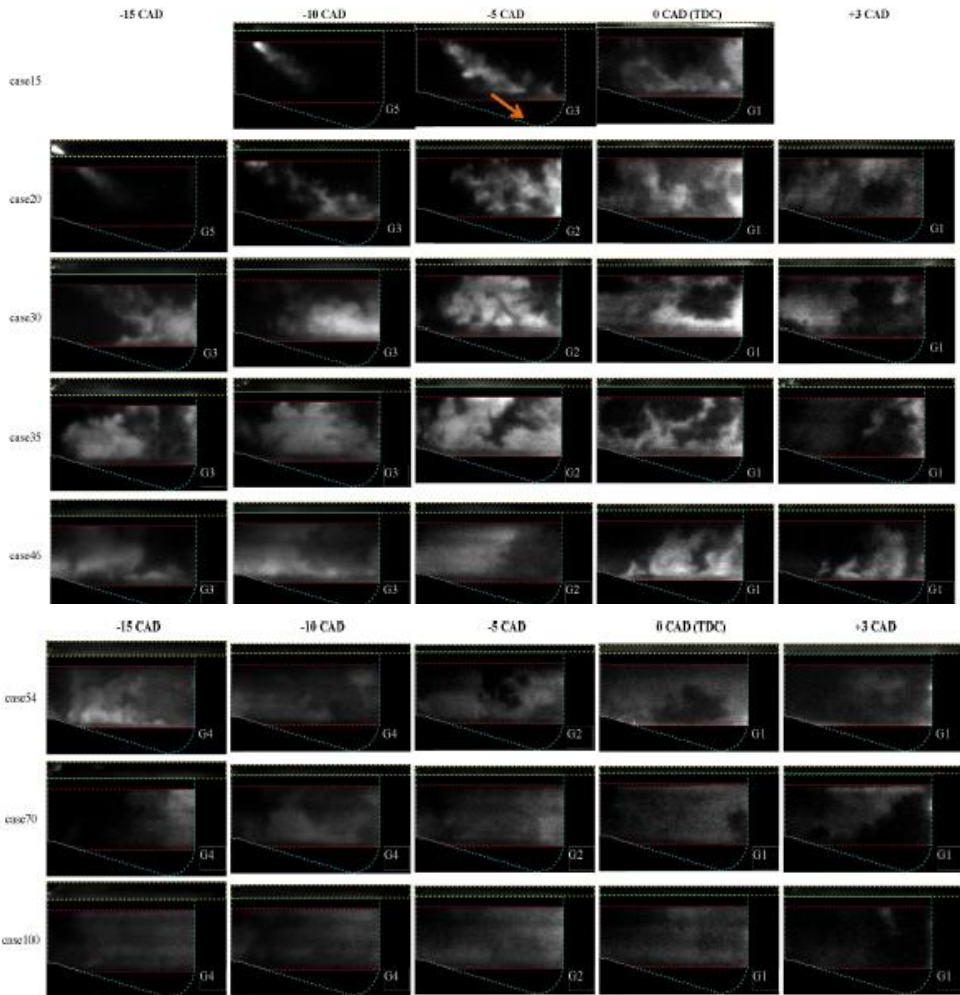 -15 CAD -10 CAD -5 CAD 0 CAD (TDC) +3 CAD
case15 G5 G3 G1
case20 G5 G3 G2 G1 G1
case30 G3 G3 G2 G1 G1
case35 G3 G3 G2 G1 G1
case46 G3 G3 G2 G1 G1
-15 CAD -10 CAD -5 CAD 0 CAD (TDC) +3 CAD
case54 G4 G4 G2 G1 G1
case70 G4 G4 G2 G1 G1
case100 G4 G4 G2 G1 G1